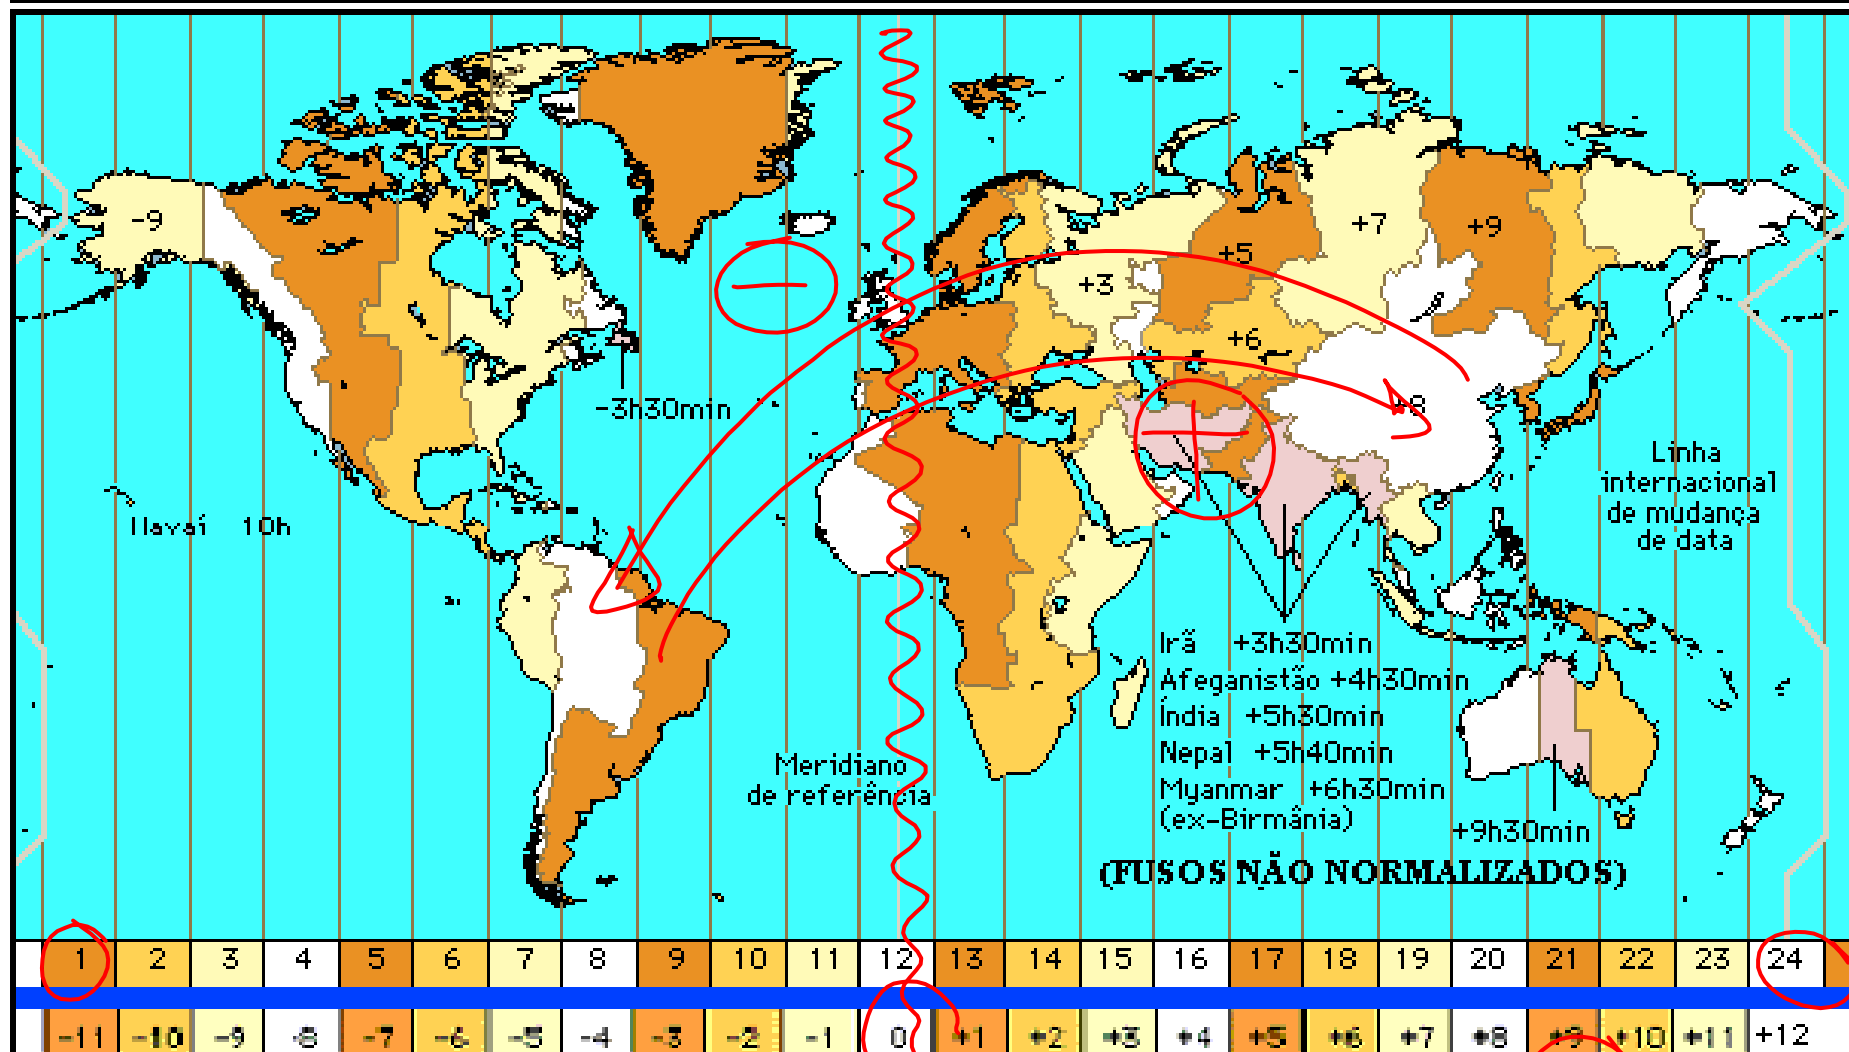 -9
+5
+7
+9
+3
+6
-3h30min
+8
Havaí 10h
Linha
internacional
de mudança
de data
Irã +3h30min
Afeganistão +4h30min
Índia +5h30min
Nepal +5h40min
Myanmar +6h30min
(ex-Birmânia)
Meridiano
de referência
+9h30min
(FUSOS NÃO NORMALIZADOS)
1 2 3 4 5 6 7 8 9 10 11 12 13 14 15 16 17 18 19 20 21 22 23 24
-11 -10 -9 -8 -7 -6 -5 -4 -3 -2 -1 0 +1 +2 +3 +4 +5 +6 +7 +8 +9 +10 +11 +12